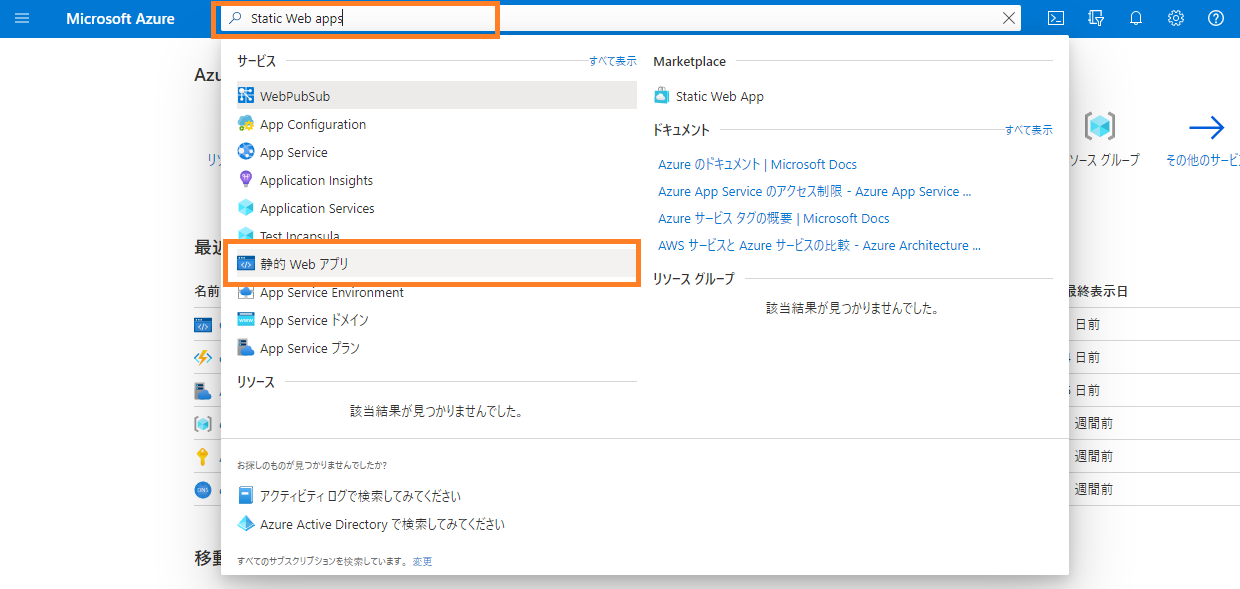 Microsoft Azure
Static Web apps
サービス
すべて表示
WebPubSub
App Configuration
App Service
Application Insights
Application Services
Test Incapsula
静的 Web アプリ
App Service Environment
App Service ドメイン
App Service プラン
リソース
該当結果が見つかりませんでした。
Marketplace
Static Web App
ドキュメント
すべて表示
Azure のドキュメント | Microsoft Docs
Azure App Service のアクセス制限 - Azure App Service ...
Azure サービス タグの概要 | Microsoft Docs
AWS サービスと Azure サービスの比較 - Azure Architecture ...
リソース グループ
該当結果が見つかりませんでした。
お探しのものが見つかりませんでしたか?
アクティビティ ログで検索してみてください
Azure Active Directory で検索してみてください
すべてのサブスクリプションを検索しています。 変更
Azu
リソ
ソース グループ
その他のサービ
最近
名前
最終表示日
日前
日前
日前
週間前
週間前
週間前
DNS
移動